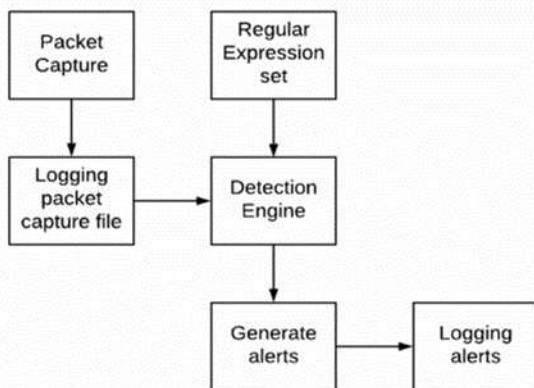 Packet
Capture
Regular
Expression
set
Logging
packet
capture file
Detection
Engine
Generate
alerts
Logging
alerts